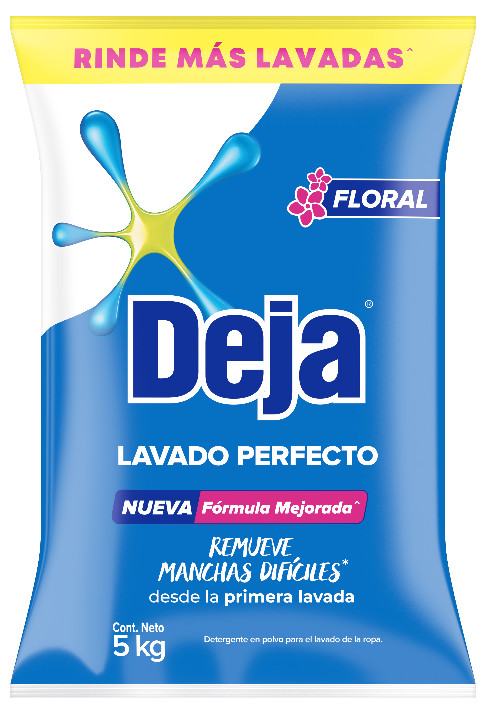 RINDE MÁS LAVADAS^
FLORAL
Deja®
LAVADO PERFECTO
NUEVA Fórmula Mejorada^
REMUEVE
MANCHAS DIFÍCILES*
desde la primera lavada
Cont. Neto
5 kg
Detergente en polvo para el lavado de la ropa.